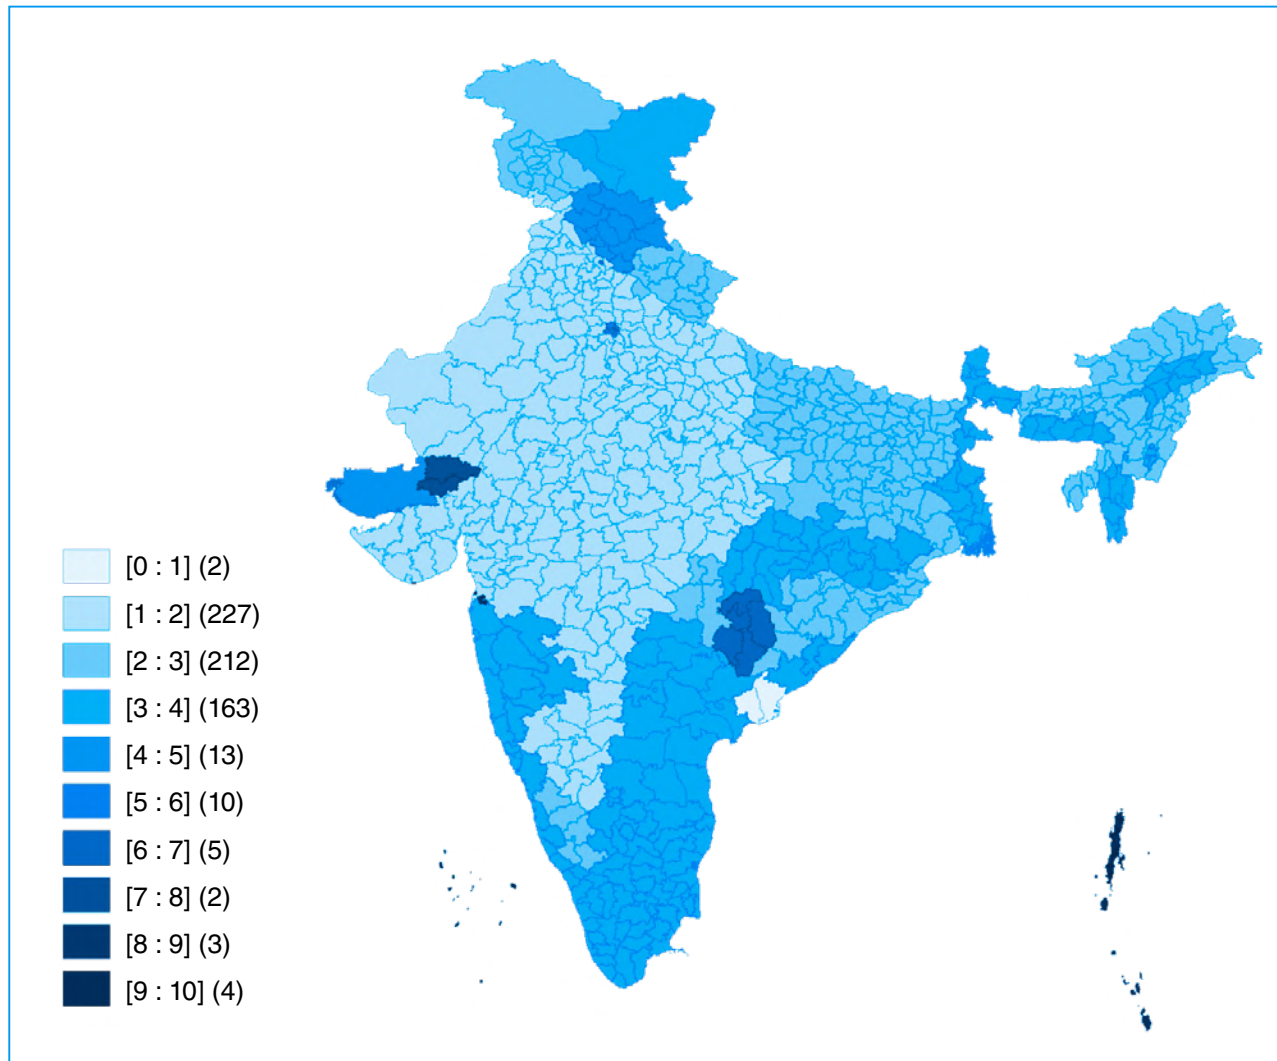 [0 : 1] (2)
[1 : 2] (227)
[2 : 3] (212)
[3 : 4] (163)
[4 : 5] (13)
[5 : 6] (10)
[6 : 7] (5)
[7 : 8] (2)
[8 : 9] (3)
[9 : 10] (4)